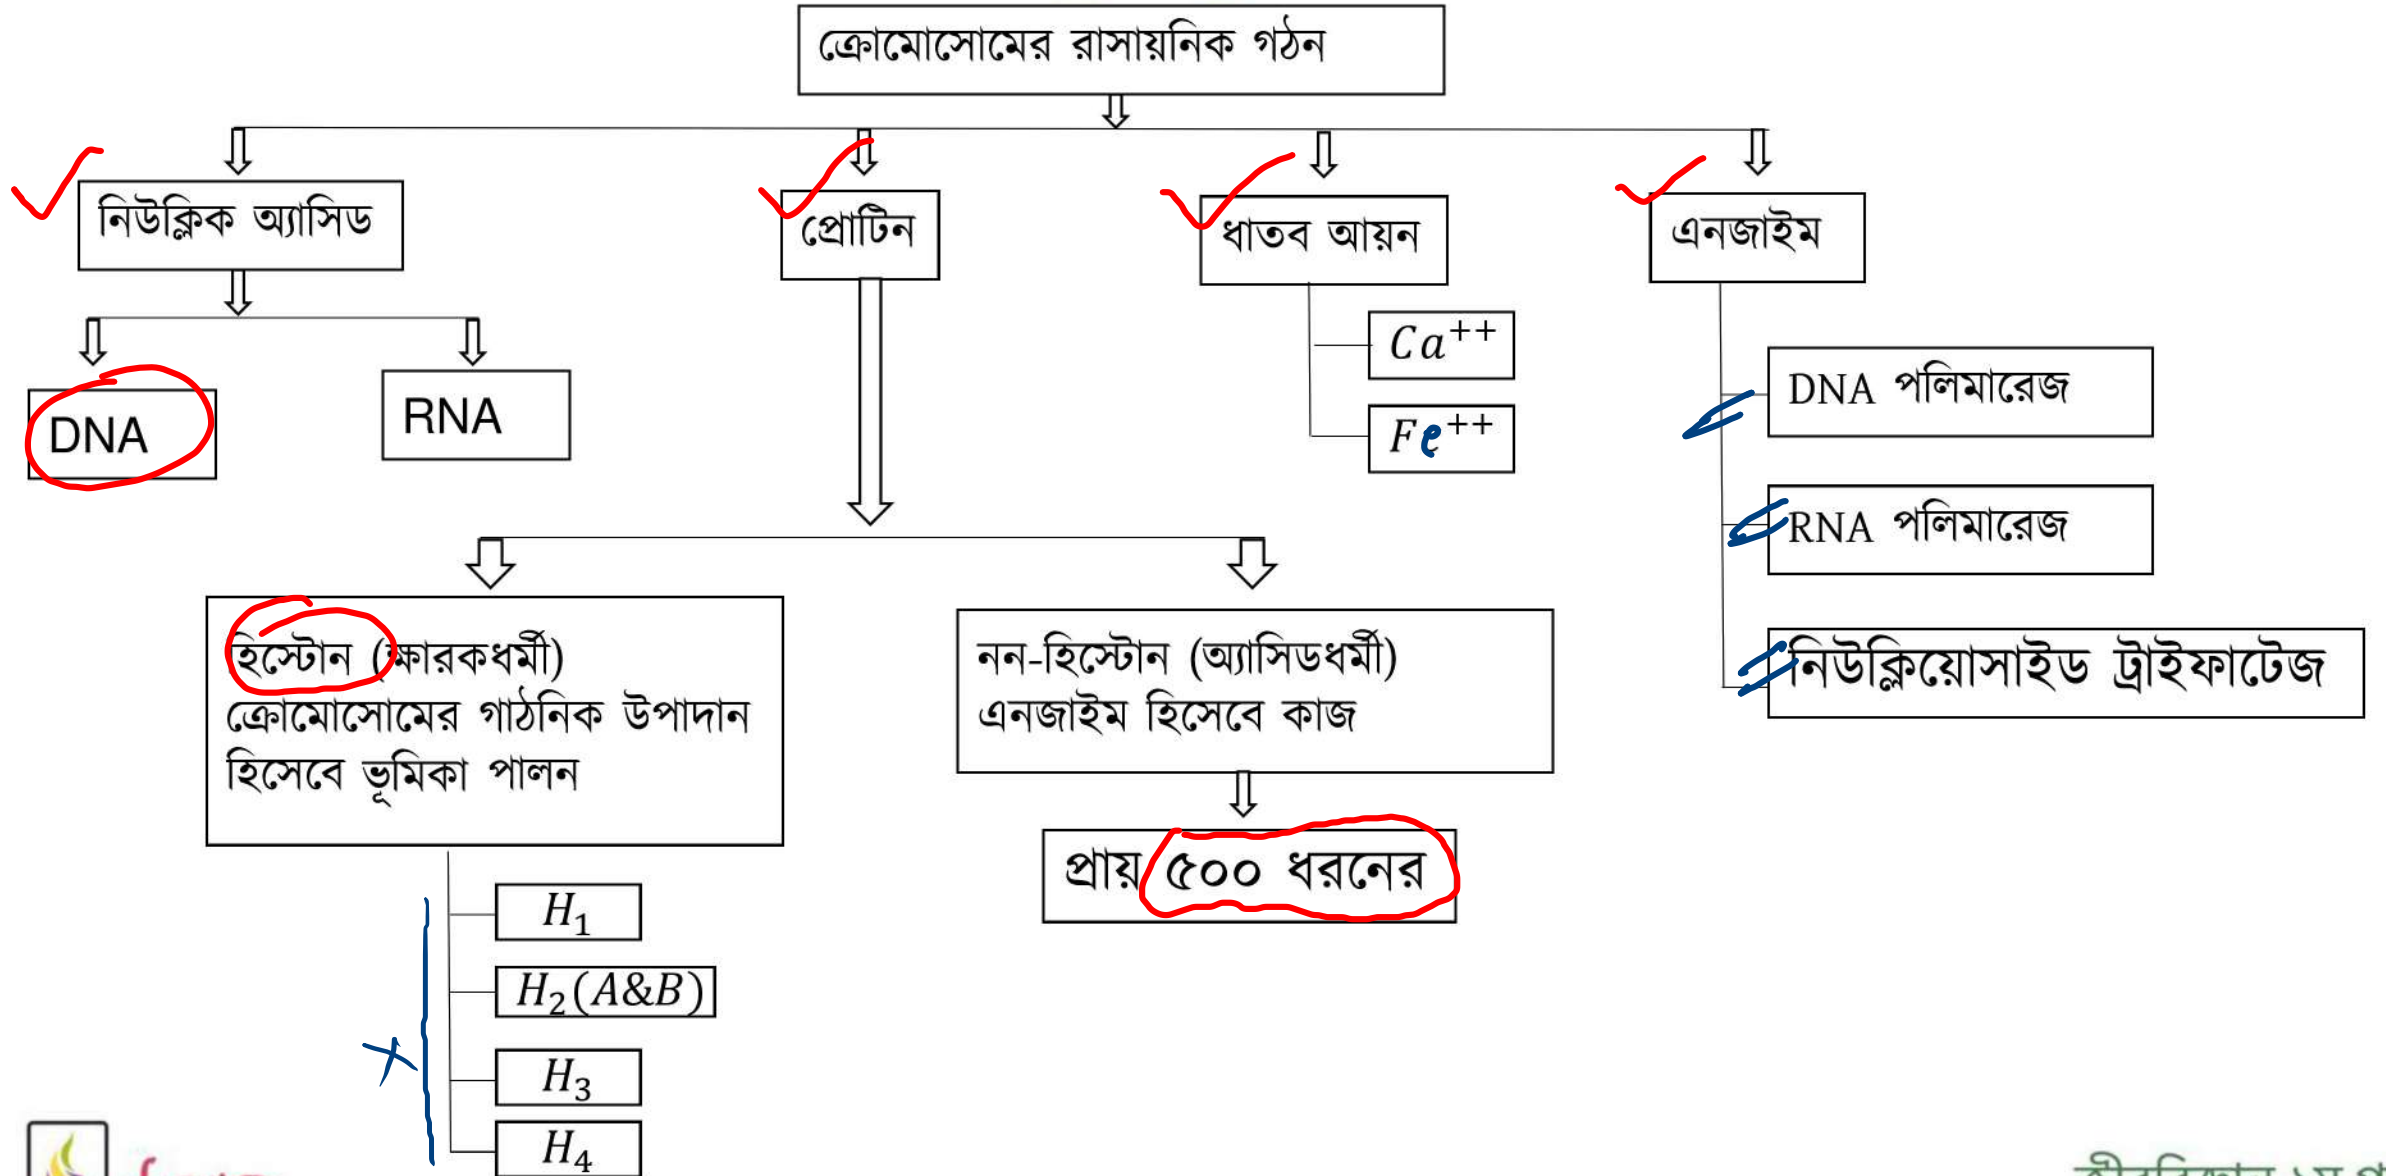 ক্রোমোসোমের রাসায়নিক গঠন
নিউক্লিক অ্যাসিড
প্রোটিন
ধাতব আয়ন
এনজাইম
DNA
RNA
Ca++
Fe++
DNA পলিমারেজ
RNA পলিমারেজ
নিউক্লিয়োসাইড ট্রাইফাটেজ
হিস্টোন (ক্ষারকধর্মী)
ক্রোমোসোমের গাঠনিক উপাদান
হিসেবে ভূমিকা পালন
নন-হিস্টোন (অ্যাসিডধর্মী)
এনজাইম হিসেবে কাজ
প্রায় ৫০০ ধরনের
H₁
H₂(A&B)
H₃
H₄